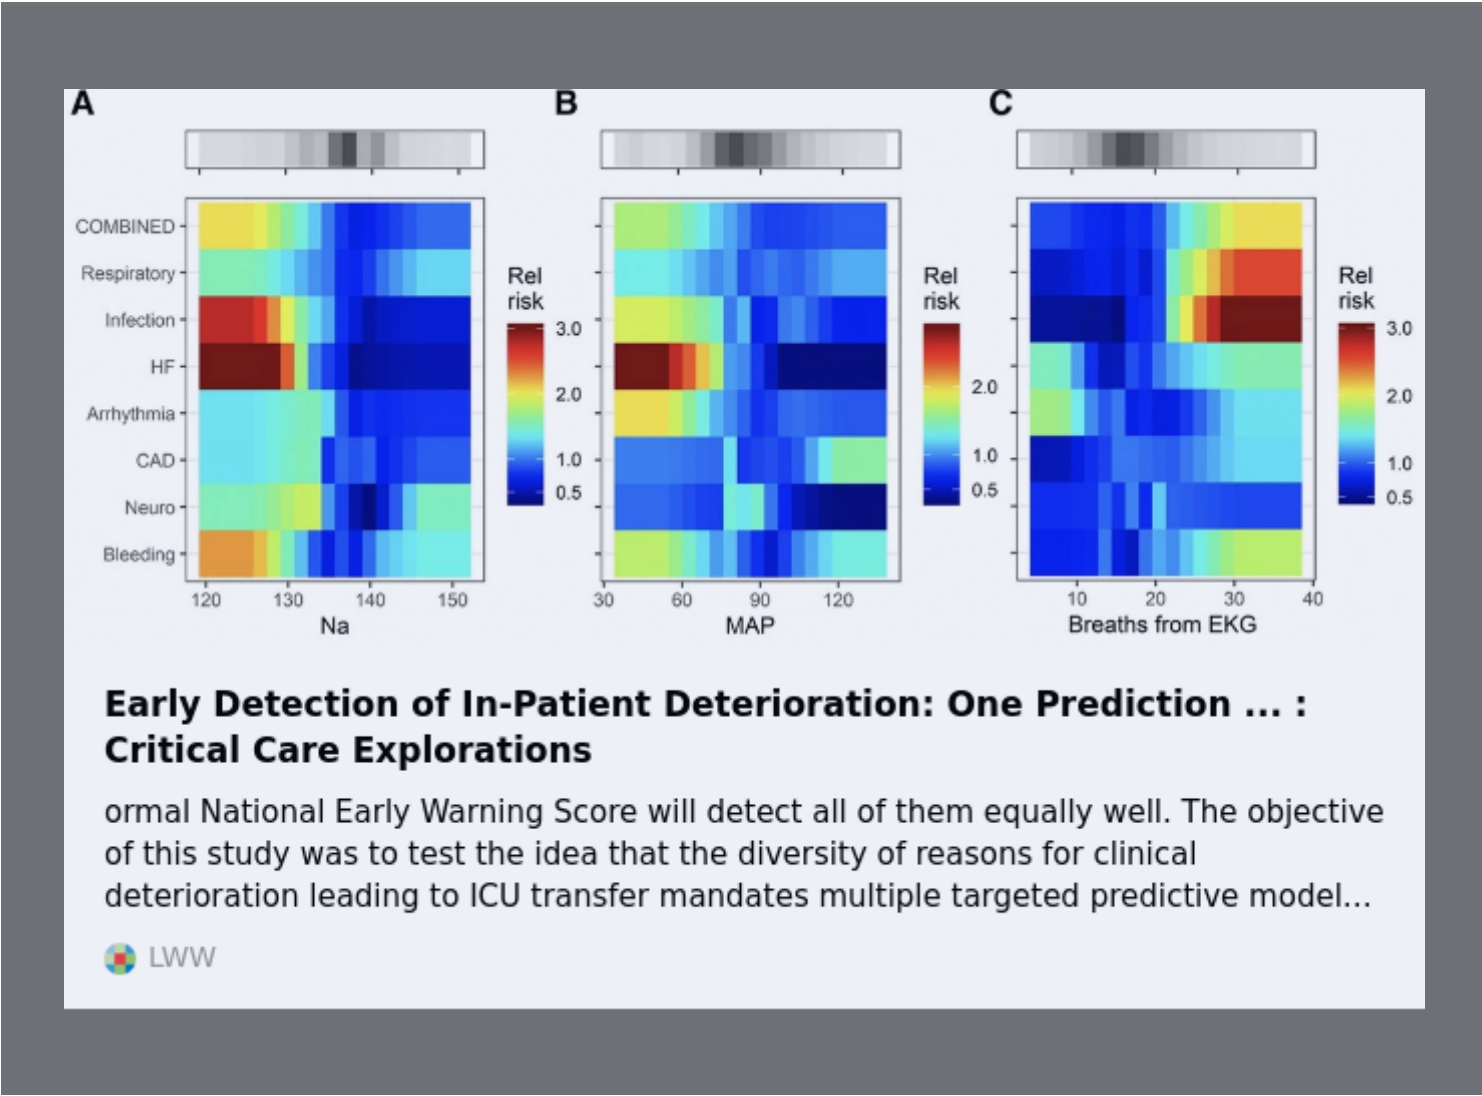 A
B
C
COMBINED
Respiratory
Infection
HF
Arrhythmia
CAD
Neuro
Bleeding
120 130 140 150
Na
Rel
risk
3.0
2.0
1.0
0.5
30 60 90 120
MAP
Rel
risk
2.0
1.0
0.5
10 20 30 40
Breaths from EKG
Rel
risk
3.0
2.0
1.0
0.5
Early Detection of In-Patient Deterioration: One Prediction ... :
Critical Care Explorations
ormal National Early Warning Score will detect all of them equally well. The objective
of this study was to test the idea that the diversity of reasons for clinical
deterioration leading to ICU transfer mandates multiple targeted predictive model...
LWW